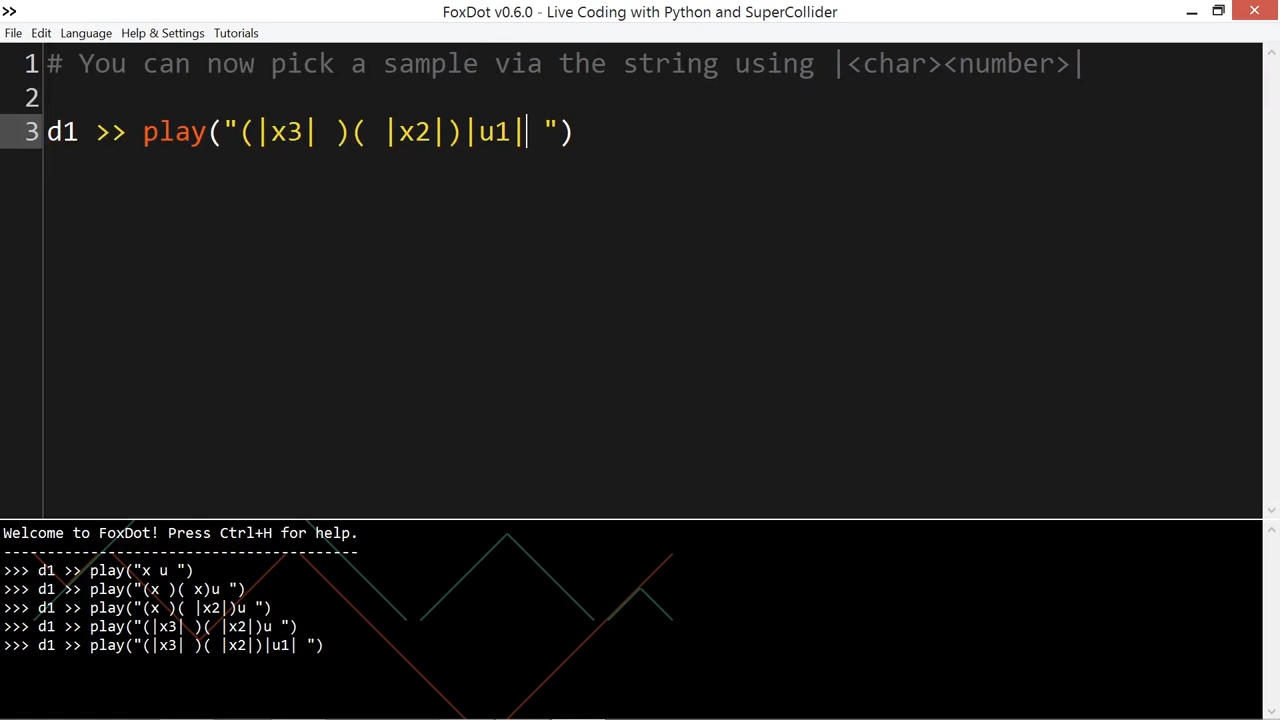 >> FoxDot v0.6.0 - Live Coding with Python and SuperCollider
File Edit Language Help & Settings Tutorials
1 # You can now pick a sample via the string using |<char><number>|
2
3 d1 >> play("(|x3| )( |x2|)|u1| ")
Welcome to FoxDot! Press Ctrl+H for help.
-----------------------------------------
>>> d1 >> play("x u ")
>>> d1 >> play("(x )( x)u ")
>>> d1 >> play("(x )( |x2|)u ")
>>> d1 >> play("(|x3| )( |x2|)u ")
>>> d1 >> play("(|x3| )( |x2|)|u1| ")